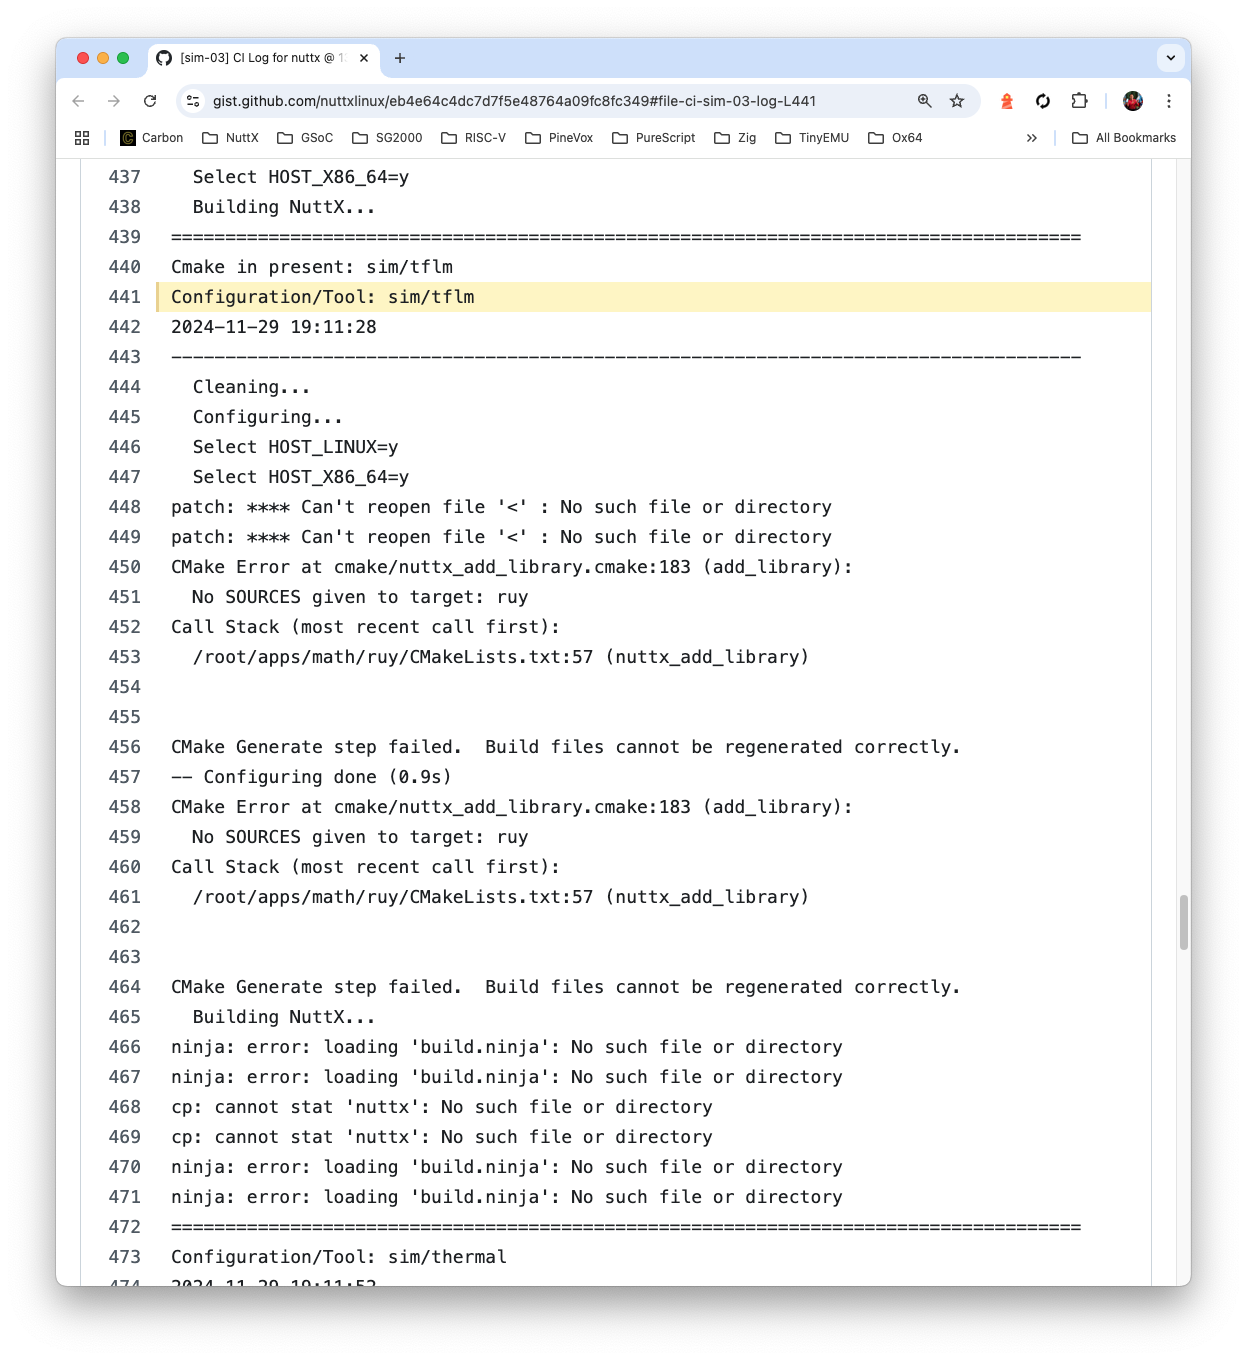 [sim-03] CI Log for nuttx @
gist.github.com/nuttxlinux/eb4e64c4dc7d7f5e48764a09fc8fc349#file-ci-sim-03-log-L441
Carbon NuttX GSoC SG2000 RISC-V PineVox PureScript Zig TinyEMU Ox64 » All Bookmarks
437 Select HOST_X86_64=y
438 Building NuttX...
439 ====================================================================================
440 Cmake in present: sim/tflm
441 Configuration/Tool: sim/tflm
442 2024-11-29 19:11:28
443 ------------------------------------------------------------------------------------
444 Cleaning...
445 Configuring...
446 Select HOST_LINUX=y
447 Select HOST_X86_64=y
448 patch: **** Can't reopen file '<' : No such file or directory
449 patch: **** Can't reopen file '<' : No such file or directory
450 CMake Error at cmake/nuttx_add_library.cmake:183 (add_library):
451 No SOURCES given to target: ruy
452 Call Stack (most recent call first):
453 /root/apps/math/ruy/CMakeLists.txt:57 (nuttx_add_library)
454
455
456 CMake Generate step failed.  Build files cannot be regenerated correctly.
457 -- Configuring done (0.9s)
458 CMake Error at cmake/nuttx_add_library.cmake:183 (add_library):
459 No SOURCES given to target: ruy
460 Call Stack (most recent call first):
461 /root/apps/math/ruy/CMakeLists.txt:57 (nuttx_add_library)
462
463
464 CMake Generate step failed.  Build files cannot be regenerated correctly.
465 Building NuttX...
466 ninja: error: loading 'build.ninja': No such file or directory
467 ninja: error: loading 'build.ninja': No such file or directory
468 cp: cannot stat 'nuttx': No such file or directory
469 cp: cannot stat 'nuttx': No such file or directory
470 ninja: error: loading 'build.ninja': No such file or directory
471 ninja: error: loading 'build.ninja': No such file or directory
472 ====================================================================================
473 Configuration/Tool: sim/thermal
474 2024-11-29 19:11:52